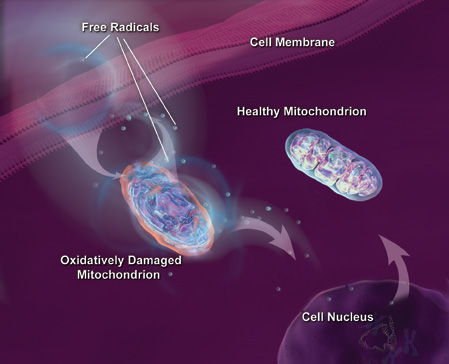 Free Radicals
Cell Membrane
Healthy Mitochondrion
Oxidatively Damaged
Mitochondrion
Cell Nucleus